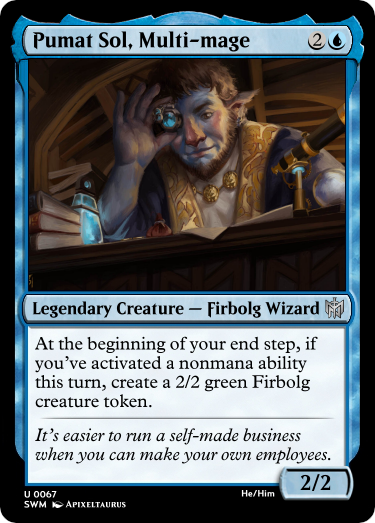 Pumat Sol, Multi-mage 2
Legendary Creature — Firbolg Wizard
At the beginning of your end step, if
you've activated a nonmana ability
this turn, create a 2/2 green Firbolg
creature token.
It's easier to run a self-made business
when you can make your own employees.
2/2
U 0067 He/Him
SWM Apixeltaurus